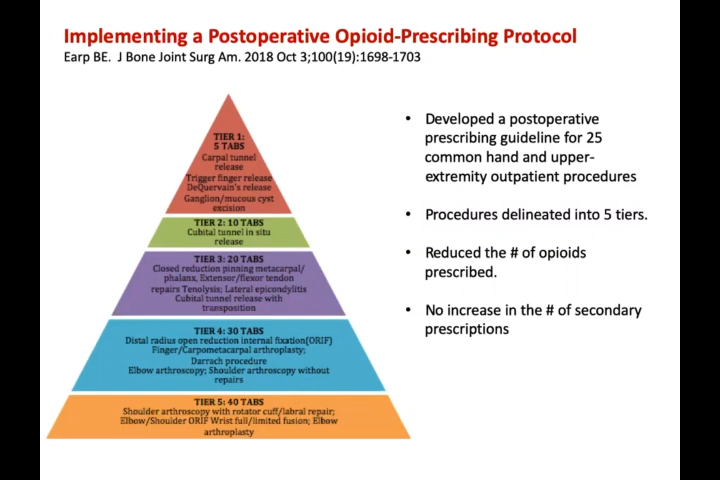 Implementing a Postoperative Opioid-Prescribing Protocol
Earp BE. J Bone Joint Surg Am. 2018 Oct 3;100(19):1698-1703
TIER 1:
5 TABS
Carpal tunnel
release
Trigger finger release
DeQuervain's release
Ganglion/mucous cyst
excision
TIER 2: 10 TABS
Cubital tunnel in situ
release
TIER 3: 20 TABS
Closed reduction pinning metacarpal/
phalanx, Extensor/flexor tendon
repairs Tenolysis; Lateral epicondylitis
Cubital tunnel release with
transposition
TIER 4: 30 TABS
Distal radius open reduction internal fixation(ORIF)
Finger/Carpometacarpal arthroplasty;
Darrach procedure
Elbow arthroscopy; Shoulder arthroscopy without
repairs
TIER 5: 40 TABS
Shoulder arthroscopy with rotator cuff/labral repair;
Elbow/Shoulder ORIF Wrist full/limited fusion; Elbow
arthroplasty
• Developed a postoperative
prescribing guideline for 25
common hand and upper-
extremity outpatient procedures
• Procedures delineated into 5 tiers.
• Reduced the # of opioids
prescribed.
• No increase in the # of secondary
prescriptions